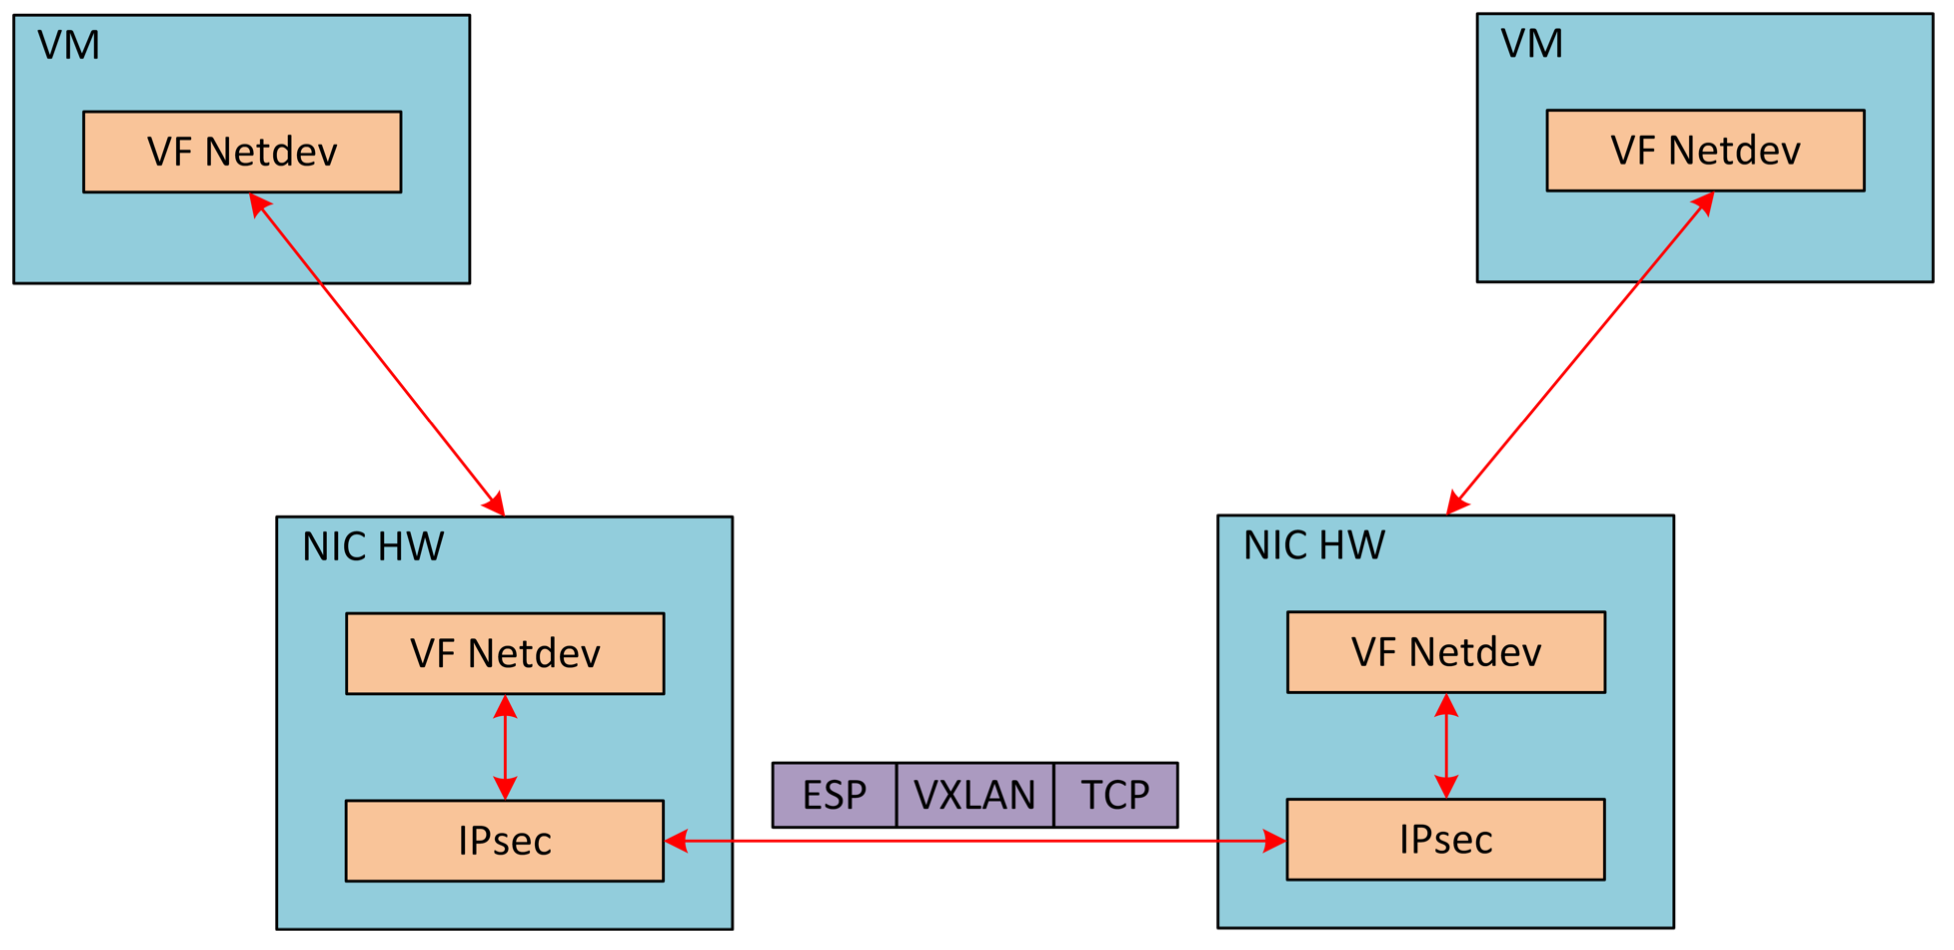 VM
VF Netdev
VM
VF Netdev
NIC HW
VF Netdev
IPsec
ESP VXLAN TCP
NIC HW
VF Netdev
IPsec